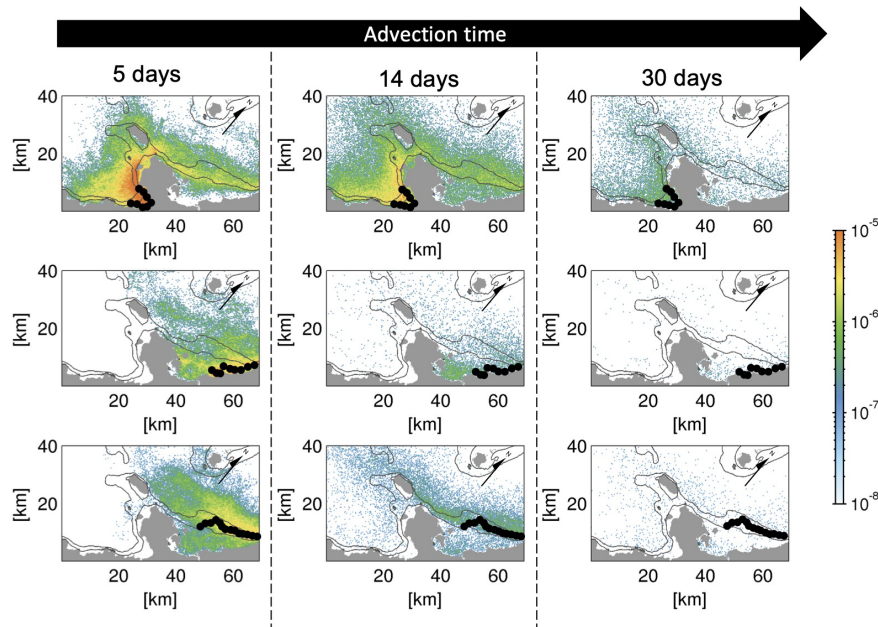 Advection time
5 days 14 days 30 days
40 40 40
[km] 20 [km] 20 [km] 20
N N N
20 40 60 20 40 60 20 40 60
[km] [km] [km]
10-5
40 40 40
[km] 20 [km] 20 [km] 20
N N N
10-6
20 40 60 20 40 60 20 40 60
[km] [km] [km]
10-7
40 40 40
[km] 20 [km] 20 [km] 20
N N N
10-8
20 40 60 20 40 60 20 40 60
[km] [km] [km]